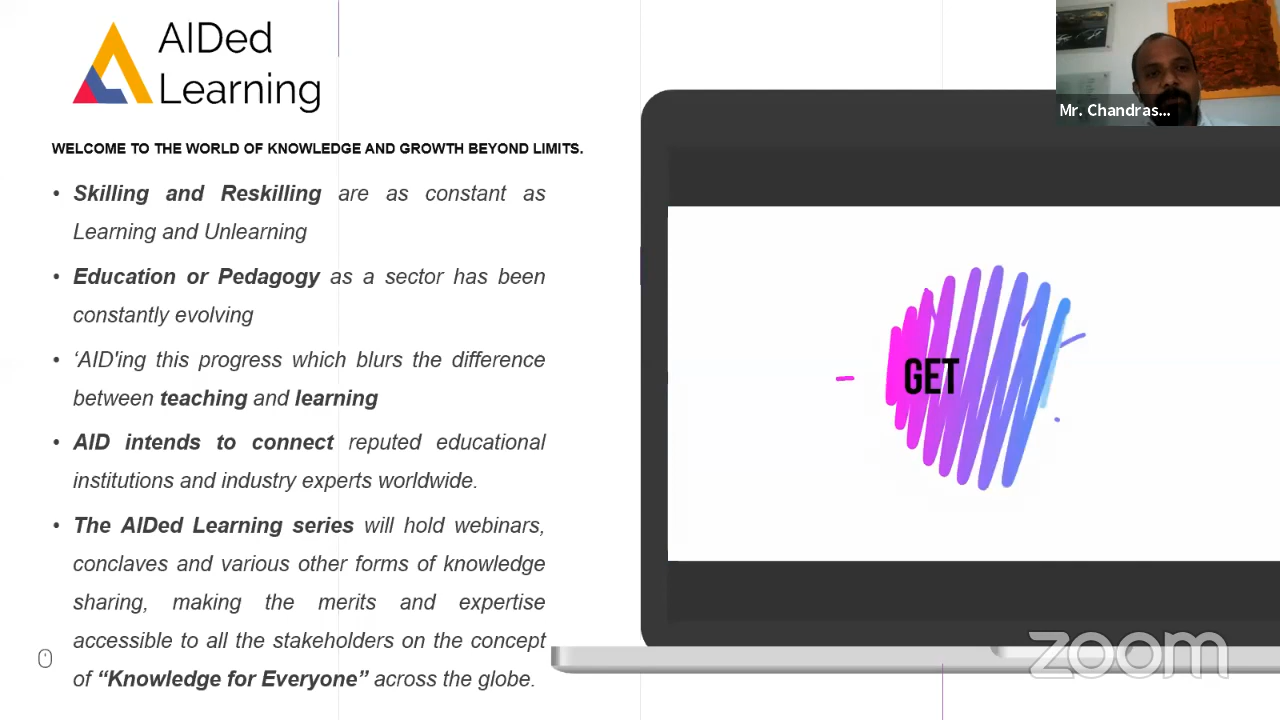 AIDed
Learning
WELCOME TO THE WORLD OF KNOWLEDGE AND GROWTH BEYOND LIMITS.
• Skilling and Reskilling are as constant as
Learning and Unlearning
• Education or Pedagogy as a sector has been
constantly evolving
• ‘AID'ing this progress which blurs the difference
between teaching and learning
• AID intends to connect reputed educational
institutions and industry experts worldwide.
• The AIDed Learning series will hold webinars,
conclaves and various other forms of knowledge
sharing, making the merits and expertise
accessible to all the stakeholders on the concept
of “Knowledge for Everyone” across the globe.
Mr. Chandras...
GET
zoom